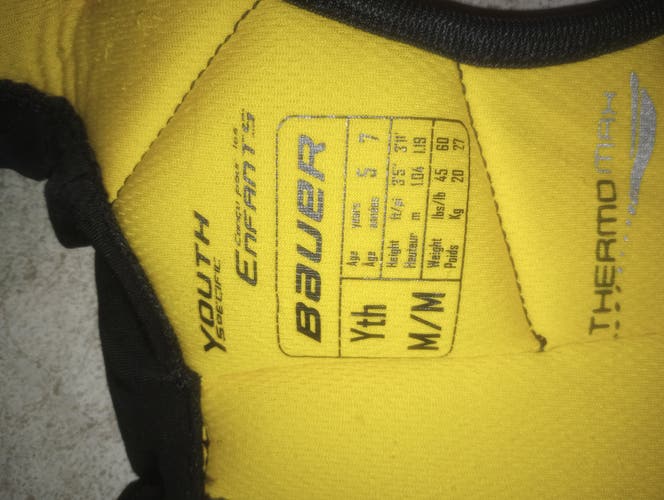 YOUTH
SPECIFIC
Conçu pour les
ENFANTS
BAUER
Yth
M/M
Age years 5 7
Age années
Height ft/pi 3'5" 3'11"
Hauteur m 1.04 1.19
Weight lbs/lb 45 60
Poids Kg 20 27
THERMO MAX